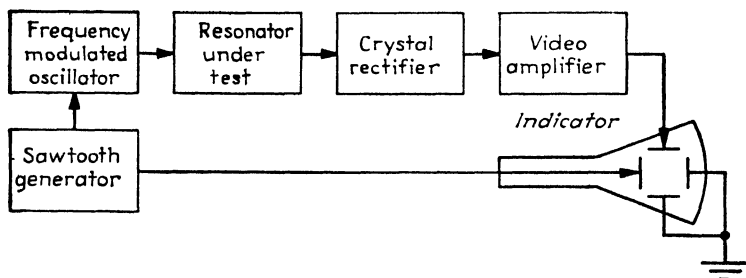 Frequency
modulated
oscillator
Resonator
under
test
Crystal
rectifier
Video
amplifier
Indicator
Sawtooth
generator